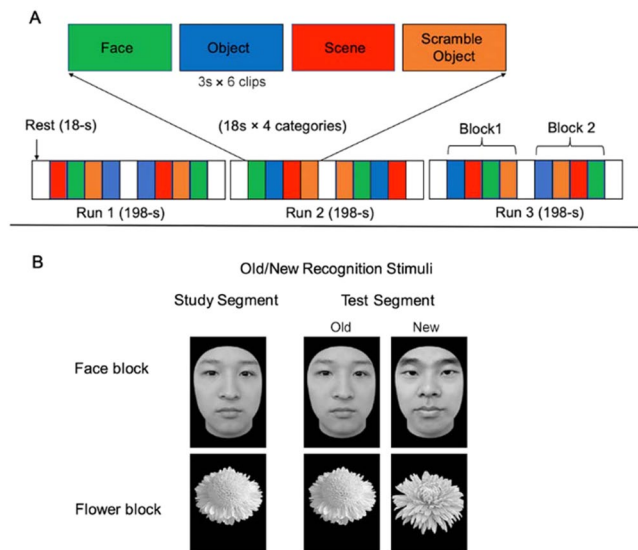 A
Face
Object
Scene
Scramble
Object
3s × 6 clips
Rest (18-s)
(18s × 4 categories)
Block1
Block 2
Run 1 (198-s)
Run 2 (198-s)
Run 3 (198-s)
B
Old/New Recognition Stimuli
Study Segment
Test Segment
Old
New
Face block
Flower block